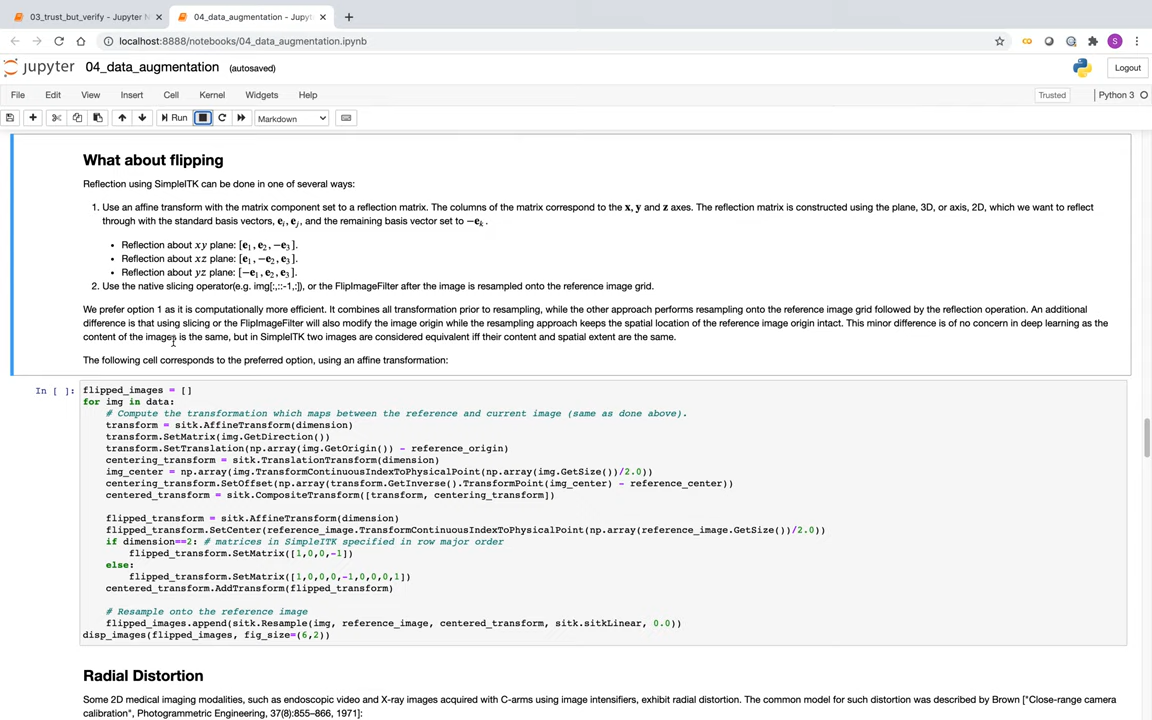 03_trust_but_verify - Jupyter N
04_data_augmentation - Jupyt
localhost:8888/notebooks/04_data_augmentation.ipynb
S
jupyter 04_data_augmentation (autosaved)
Logout
File Edit View Insert Cell Kernel Widgets Help
Trusted
Python 3
Run
Markdown
What about flipping
Reflection using SimpleITK can be done in one of several ways:
1. Use an affine transform with the matrix component set to a reflection matrix. The columns of the matrix correspond to the x, y and z axes. The reflection matrix is constructed using the plane, 3D, or axis, 2D, which we want to reflect
through with the standard basis vectors, eᵢ, eⱼ, and the remaining basis vector set to −eₖ .
• Reflection about xy plane: [e₁, e₂, −e₃].
• Reflection about xz plane: [e₁, −e₂, e₃].
• Reflection about yz plane: [−e₁, e₂, e₃].
2. Use the native slicing operator(e.g. img[:,::-1,:]), or the FlipImageFilter after the image is resampled onto the reference image grid.
We prefer option 1 as it is computationally more efficient. It combines all transformation prior to resampling, while the other approach performs resampling onto the reference image grid followed by the reflection operation. An additional
difference is that using slicing or the FlipImageFilter will also modify the image origin while the resampling approach keeps the spatial location of the reference image origin intact. This minor difference is of no concern in deep learning as the
content of the images is the same, but in SimpleITK two images are considered equivalent iff their content and spatial extent are the same.
The following cell corresponds to the preferred option, using an affine transformation:
In [ ]: flipped_images = []
for img in data:
# Compute the transformation which maps between the reference and current image (same as done above).
transform = sitk.AffineTransform(dimension)
transform.SetMatrix(img.GetDirection())
transform.SetTranslation(np.array(img.GetOrigin()) - reference_origin)
centering_transform = sitk.TranslationTransform(dimension)
img_center = np.array(img.TransformContinuousIndexToPhysicalPoint(np.array(img.GetSize())/2.0))
centering_transform.SetOffset(np.array(transform.GetInverse().TransformPoint(img_center) - reference_center))
centered_transform = sitk.CompositeTransform([transform, centering_transform])
flipped_transform = sitk.AffineTransform(dimension)
flipped_transform.SetCenter(reference_image.TransformContinuousIndexToPhysicalPoint(np.array(reference_image.GetSize())/2.0))
if dimension==2: # matrices in SimpleITK specified in row major order
flipped_transform.SetMatrix([1,0,0,-1])
else:
flipped_transform.SetMatrix([1,0,0,0,-1,0,0,0,1])
centered_transform.AddTransform(flipped_transform)
# Resample onto the reference image
flipped_images.append(sitk.Resample(img, reference_image, centered_transform, sitk.sitkLinear, 0.0))
disp_images(flipped_images, fig_size=(6,2))
Radial Distortion
Some 2D medical imaging modalities, such as endoscopic video and X-ray images acquired with C-arms using image intensifiers, exhibit radial distortion. The common model for such distortion was described by Brown ["Close-range camera
calibration", Photogrammetric Engineering, 37(8):855–866, 1971]: